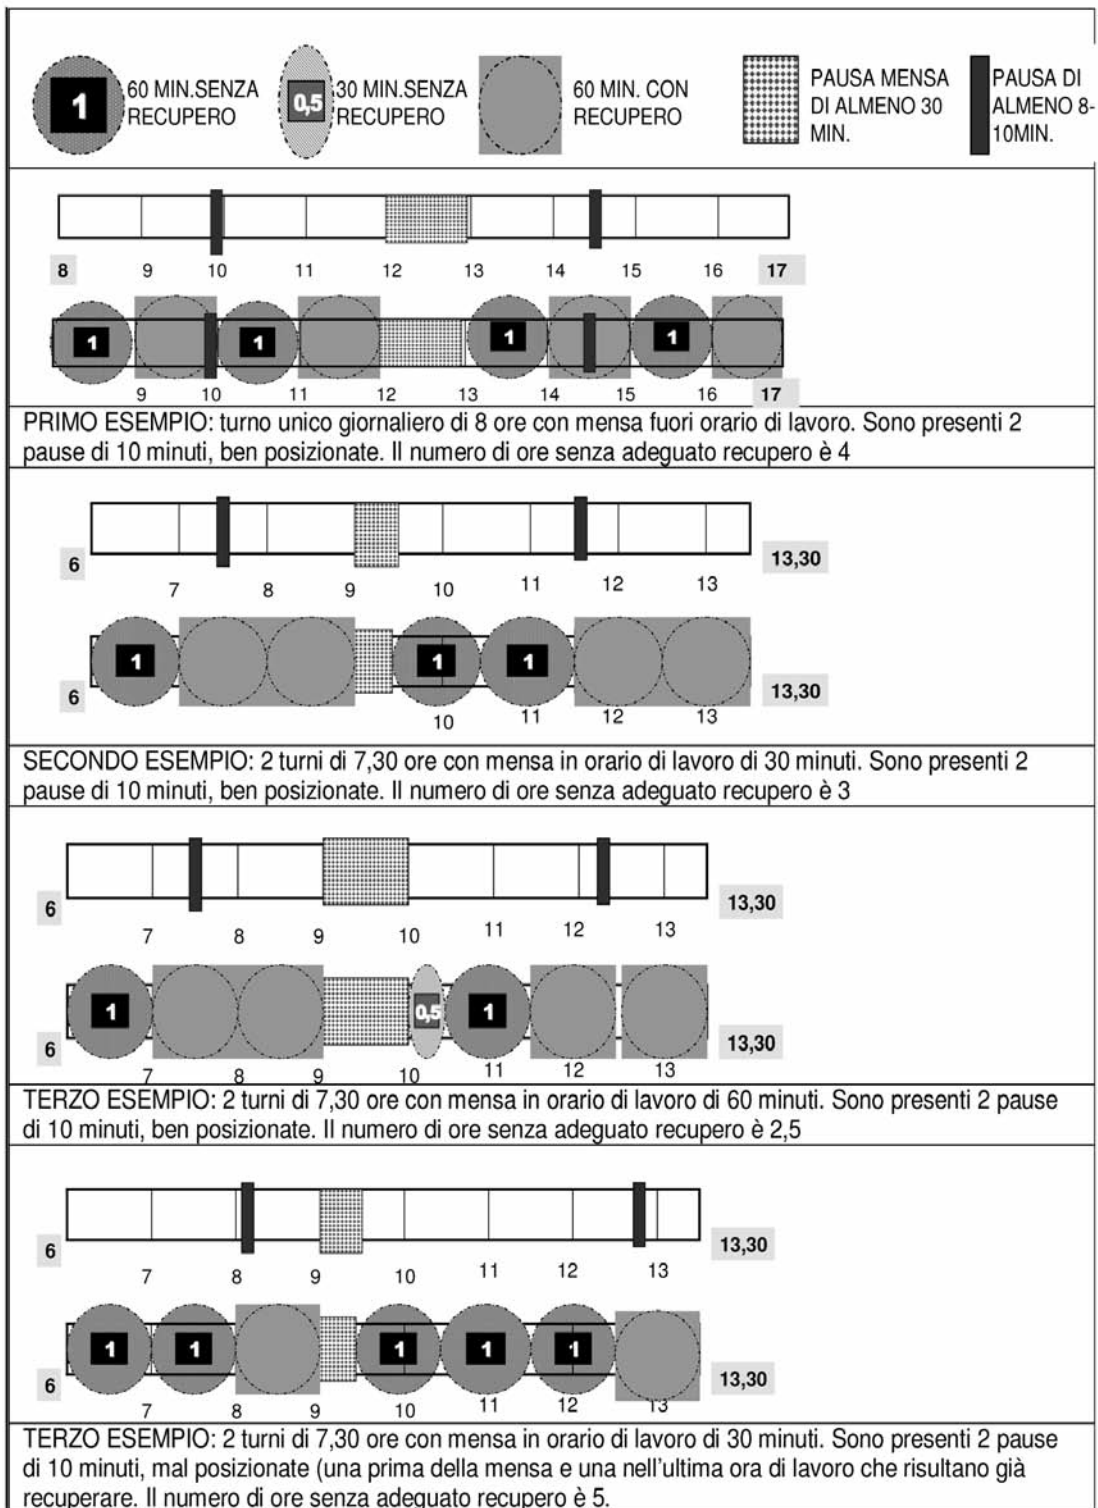 1 60 MIN.SENZA RECUPERO
0,5 30 MIN.SENZA RECUPERO
60 MIN. CON RECUPERO
PAUSA MENSA DI ALMENO 30 MIN.
PAUSA DI ALMENO 8-10MIN.
8 9 10 11 12 13 14 15 16 17
1 1 1 1
9 10 11 12 13 14 15 16 17
PRIMO ESEMPIO: turno unico giornaliero di 8 ore con mensa fuori orario di lavoro. Sono presenti 2
pause di 10 minuti, ben posizionate. Il numero di ore senza adeguato recupero è 4
6 13,30
7 8 9 10 11 12 13
1 1 1
6 13,30
10 11 12 13
SECONDO ESEMPIO: 2 turni di 7,30 ore con mensa in orario di lavoro di 30 minuti. Sono presenti 2
pause di 10 minuti, ben posizionate. Il numero di ore senza adeguato recupero è 3
6 13,30
7 8 9 10 11 12 13
1 0,5 1
6 13,30
7 8 9 10 11 12 13
TERZO ESEMPIO: 2 turni di 7,30 ore con mensa in orario di lavoro di 60 minuti. Sono presenti 2 pause
di 10 minuti, ben posizionate. Il numero di ore senza adeguato recupero è 2,5
6 13,30
7 8 9 10 11 12 13
1 1 1 1 1
6 13,30
7 8 9 10 11 12 13
TERZO ESEMPIO: 2 turni di 7,30 ore con mensa in orario di lavoro di 30 minuti. Sono presenti 2 pause
di 10 minuti, mal posizionate (una prima della mensa e una nell'ultima ora di lavoro che risultano già
recuperare. Il numero di ore senza adeguato recupero è 5.